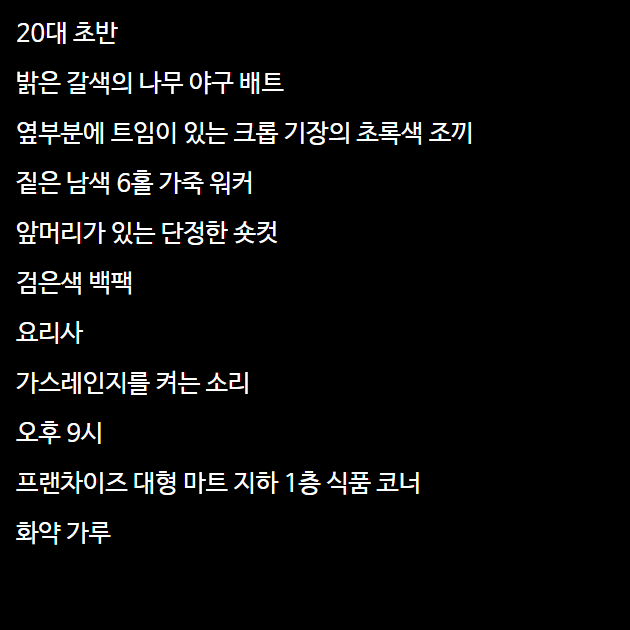 20대 초반
밝은 갈색의 나무 야구 배트
옆부분에 트임이 있는 크롭 기장의 초록색 조끼
짙은 남색 6홀 가죽 워커
앞머리가 있는 단정한 숏컷
검은색 백팩
요리사
가스레인지를 켜는 소리
오후 9시
프랜차이즈 대형 마트 지하 1층 식품 코너
화약 가루